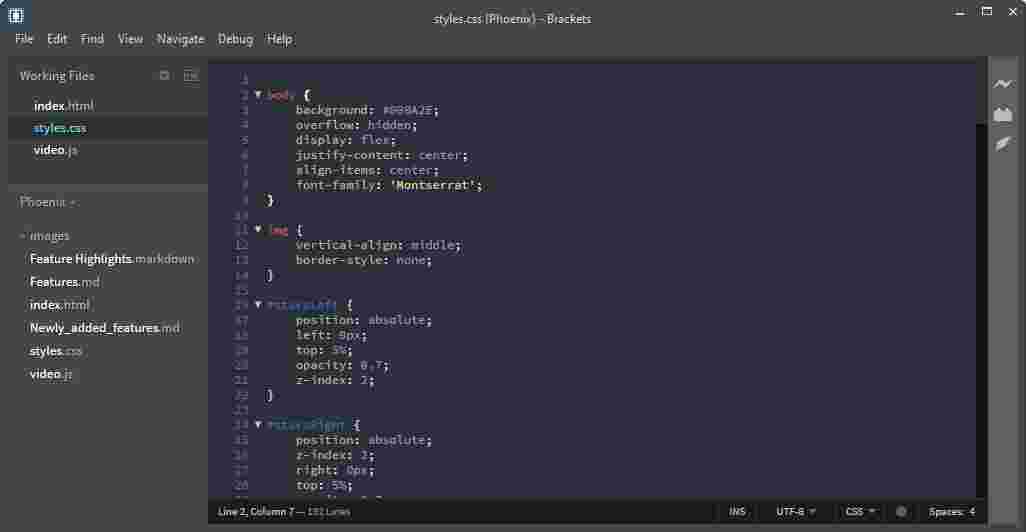 styles.css (Phoenix) - Brackets
File Edit Find View Navigate Debug Help
Working Files
index.html
styles.css
video.js
Phoenix
images
Feature Highlights.markdown
Features.md
index.html
Newly_added_features.md
styles.css
video.js
1
2 body {
3 background: ;
4 overflow: hidden;
5 display: flex;
6 justify-content: center;
7 align-items: center;
8 font-family: 'Montserrat';
9 }
10
11 img {
12 vertical-align: middle;
13 border-style: none;
14 }
15
16 {
17 position: absolute;
18 left: 0px;
19 top: 5%;
20 opacity: 0.7;
21 z-index: 2;
22 }
23
24 {
25 position: absolute;
26 z-index: 2;
27 right: 0px;
28 top: 5%;
Line 2, Column 7 — Lines INS UTF-8 CSS Spaces: 4